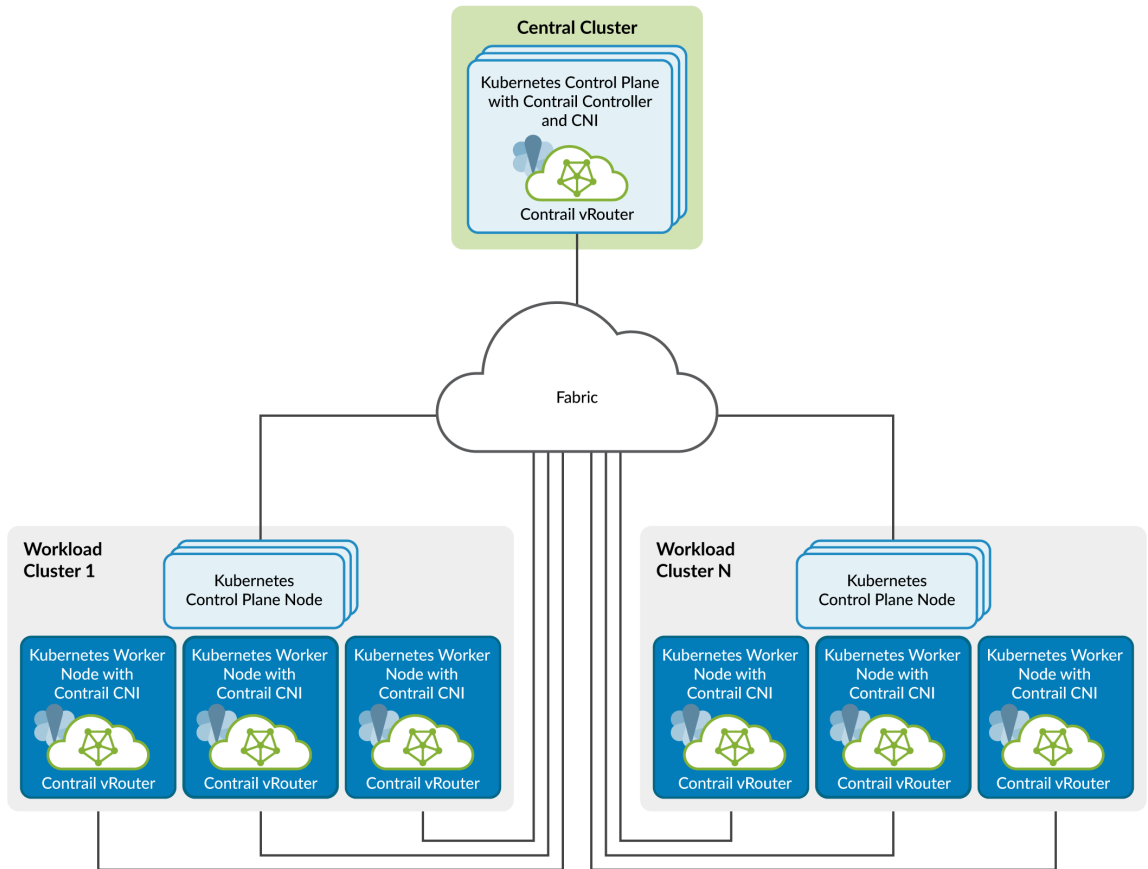 Central Cluster
Kubernetes Control Plane
with Contrail Controller
and CNI
Contrail vRouter
Fabric
Workload
Cluster 1
Kubernetes
Control Plane Node
Kubernetes Worker
Node with
Contrail CNI
Contrail vRouter
Kubernetes Worker
Node with
Contrail CNI
Contrail vRouter
Kubernetes Worker
Node with
Contrail CNI
Contrail vRouter
Workload
Cluster N
Kubernetes
Control Plane Node
Kubernetes Worker
Node with
Contrail CNI
Contrail vRouter
Kubernetes Worker
Node with
Contrail CNI
Contrail vRouter
Kubernetes Worker
Node with
Contrail CNI
Contrail vRouter